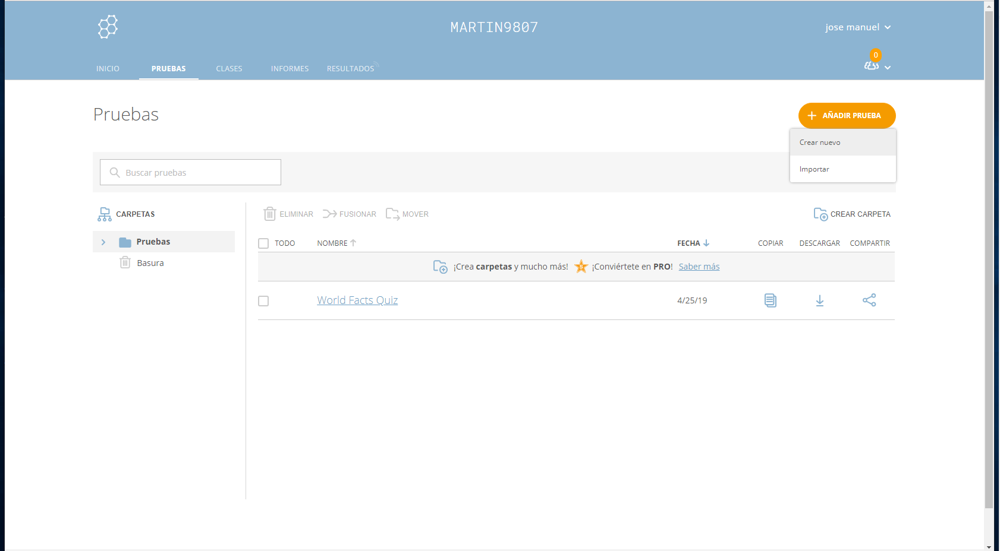 MARTIN9807
jose manuel
0
INICIO PRUEBAS CLASES INFORMES RESULTADOS
Pruebas
AÑADIR PRUEBA
Crear nuevo
Importar
Buscar pruebas
CARPETAS
Pruebas
Basura
ELIMINAR FUSIONAR MOVER CREAR CARPETA
TODO NOMBRE FECHA COPIAR DESCARGAR COMPARTIR
¡Crea carpetas y mucho más! ¡Conviértete en PRO! Saber más
World Facts Quiz 4/25/19